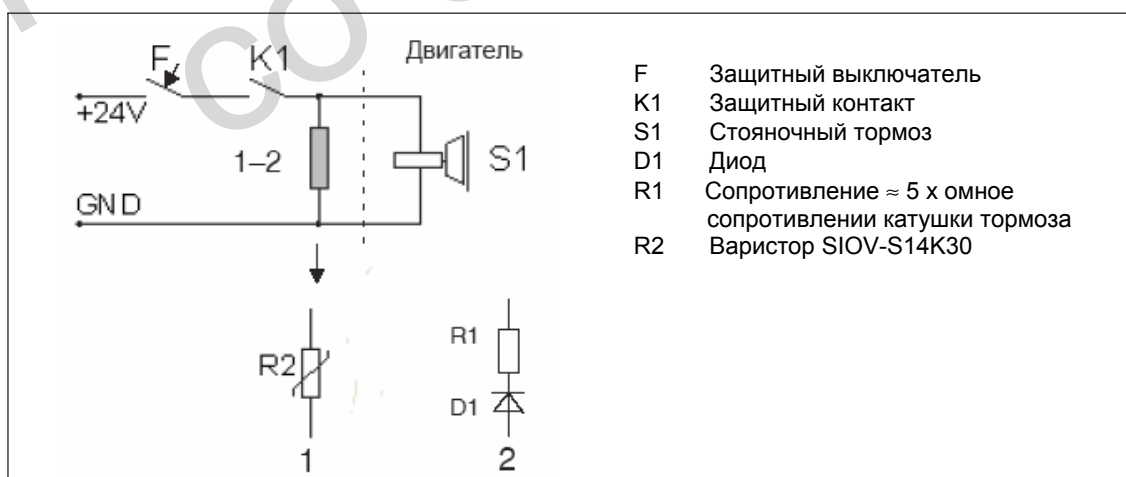 CO
F
K1
Двигатель
+24V
1–2
S1
GND
R2
R1
D1
1
2
F Защитный выключатель
K1 Защитный контакт
S1 Стояночный тормоз
D1 Диод
R1 Сопротивление ≈ 5 x омное
сопротивлении катушки тормоза
R2 Варистор SIOV-S14K30